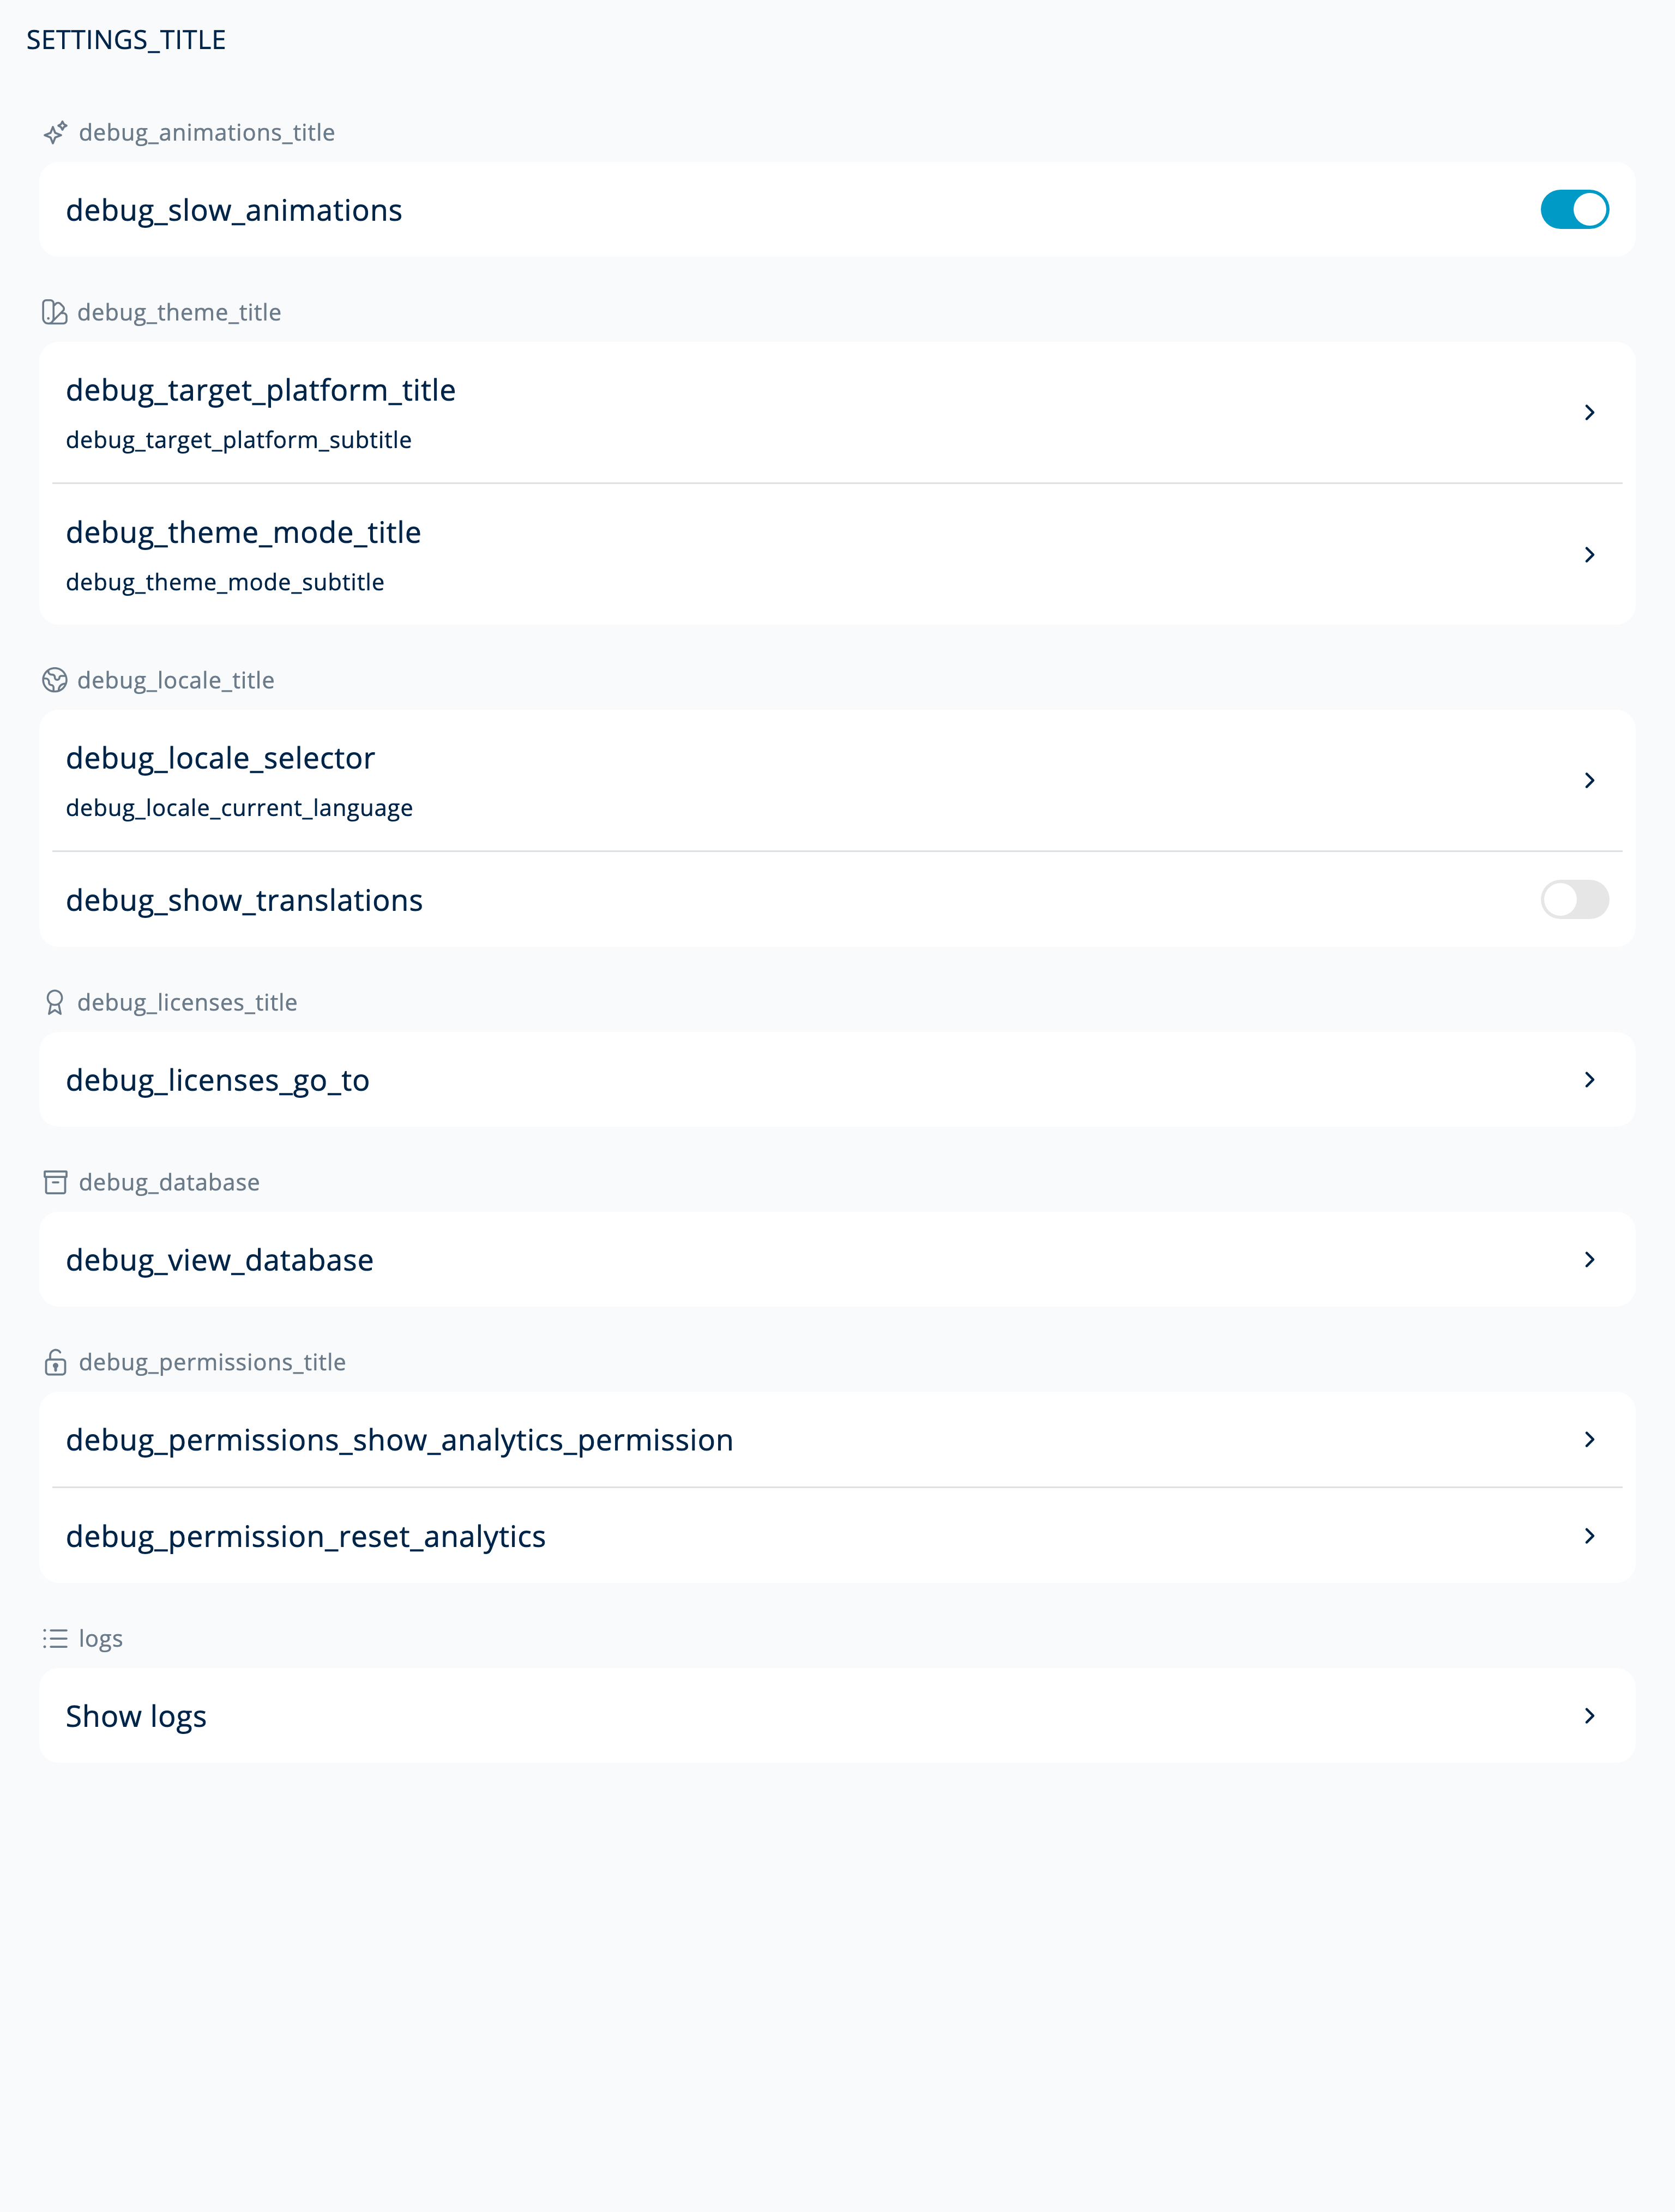 SETTINGS_TITLE
debug_animations_title
debug_slow_animations
debug_theme_title
debug_target_platform_title
debug_target_platform_subtitle
debug_theme_mode_title
debug_theme_mode_subtitle
debug_locale_title
debug_locale_selector
debug_locale_current_language
debug_show_translations
debug_licenses_title
debug_licenses_go_to
debug_database
debug_view_database
debug_permissions_title
debug_permissions_show_analytics_permission
debug_permission_reset_analytics
logs
Show logs